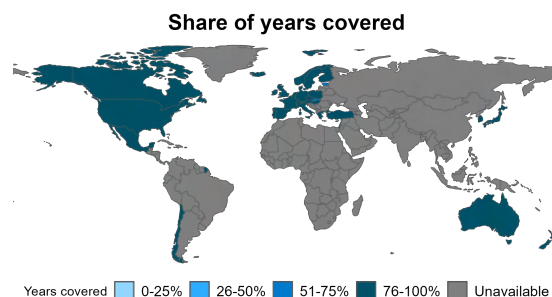 Share of years covered
Years covered 0-25% 26-50% 51-75% 76-100% Unavailable